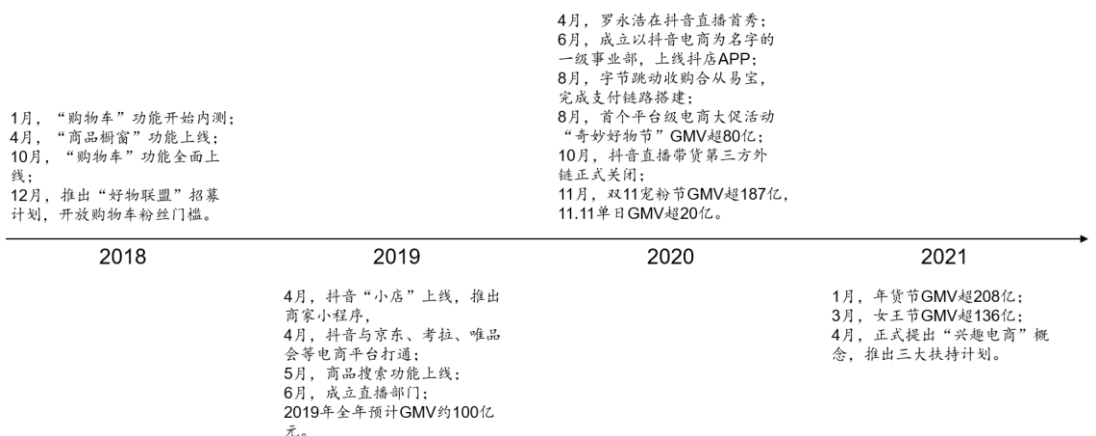 1月，“购物车”功能开始内测；
4月，“商品橱窗”功能上线；
10月，“购物车”功能全面上
线；
12月，推出“好物联盟”招募
计划，开放购物车粉丝门槛。
4月，罗永浩在抖音直播首秀；
6月，成立以抖音电商为名字的
一级事业部，上线抖店APP；
8月，字节跳动收购合从易宝，
完成支付链路搭建；
8月，首个平台级电商大促活动
“奇妙好物节”GMV超80亿；
10月，抖音直播带货第三方外
链正式关闭；
11月，双11宠粉节GMV超187亿，
11.11单日GMV超20亿。
2018
2019
2020
2021
4月，抖音“小店”上线，推出
商家小程序，
4月，抖音与京东、考拉、唯品
会等电商平台打通；
5月，商品搜索功能上线；
6月，成立直播部门；
2019年全年预计GMV约100亿
元。
1月，年货节GMV超208亿；
3月，女王节GMV超136亿；
4月，正式提出“兴趣电商”概
念，推出三大扶持计划。